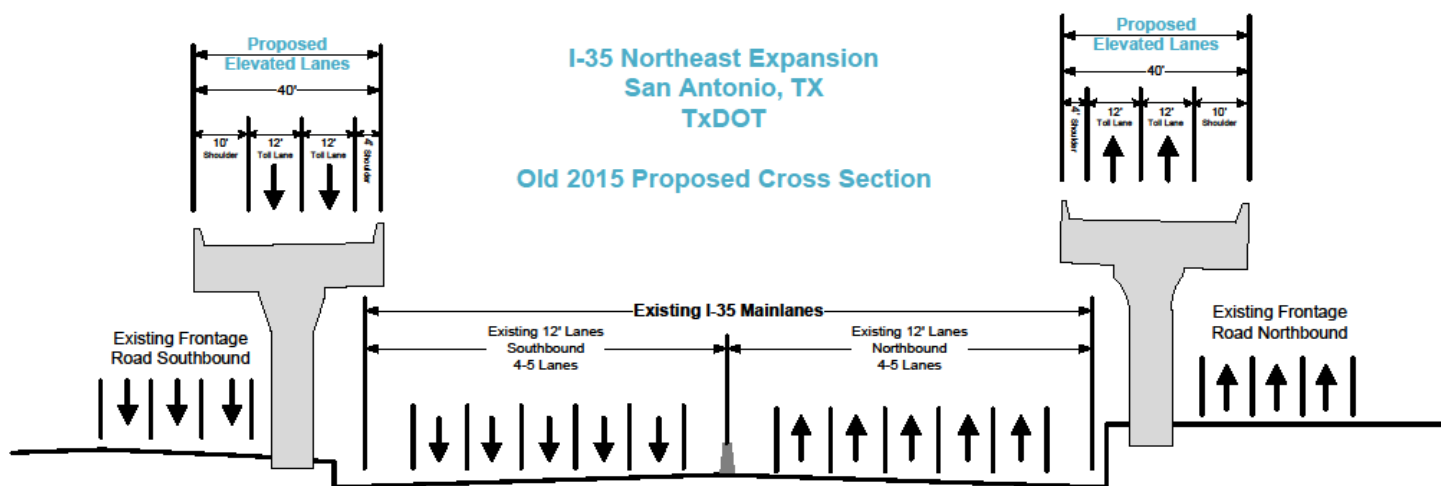 Proposed
Elevated Lanes
40'
10'
Shoulder
12'
Toll Lane
12'
Toll Lane
4' Shoulder
I-35 Northeast Expansion
San Antonio, TX
TxDOT
Old 2015 Proposed Cross Section
Proposed
Elevated Lanes
40'
4' Shoulder
12'
Toll Lane
12'
Toll Lane
10'
Shoulder
Existing I-35 Mainlanes
Existing Frontage
Road Southbound
Existing 12' Lanes
Southbound
4-5 Lanes
Existing 12' Lanes
Northbound
4-5 Lanes
Existing Frontage
Road Northbound